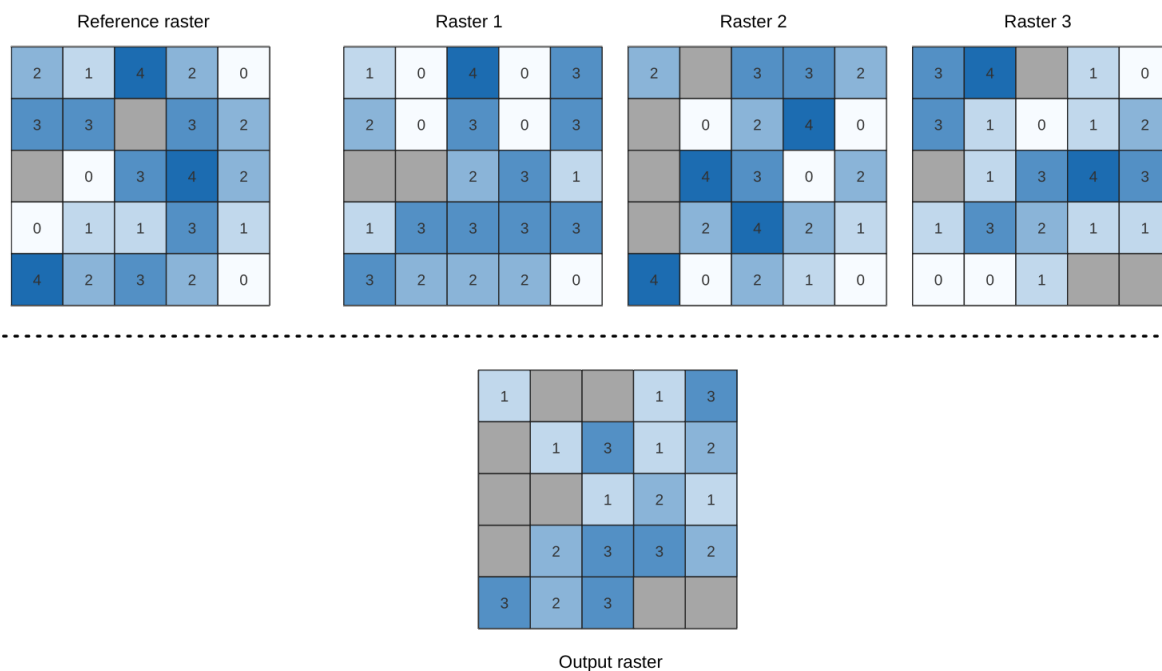 Reference raster Raster 1 Raster 2 Raster 3
2 1 4 2 0 1 0 4 0 3 2 3 3 2 3 4 1 0
3 3 3 2 2 0 3 0 3 0 2 4 0 3 1 0 1 2
0 3 4 2 2 3 1 4 3 0 2 1 3 4 3
0 1 1 3 1 1 3 3 3 3 2 4 2 1 1 3 2 1 1
4 2 3 2 0 3 2 2 2 0 4 0 2 1 0 0 0 1
1 1 3
1 3 1 2
1 2 1
2 3 3 2
3 2 3
Output raster